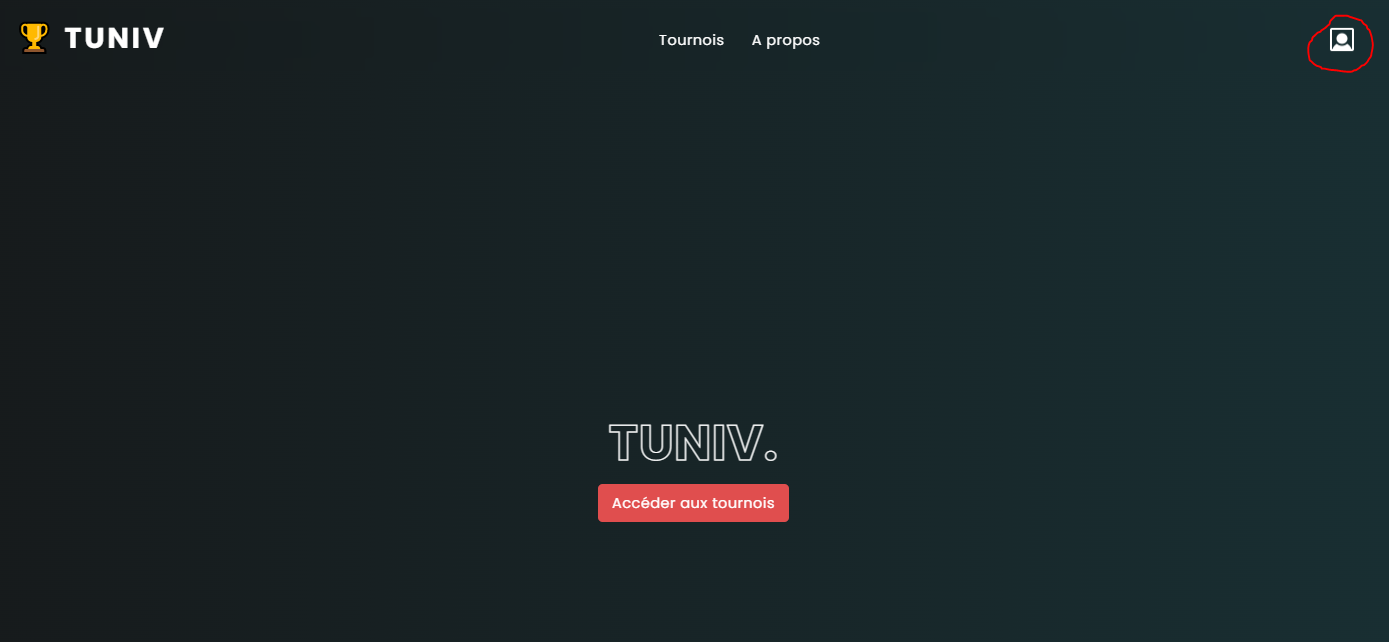 TUNIV
Tournois
A propos
TUNIV.
Accéder aux tournois